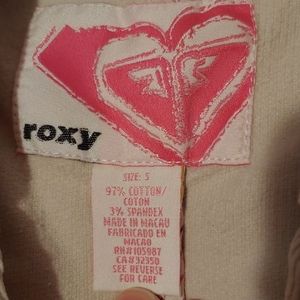 roxy
SIZE: S
97% COTTON/
COTON
3% SPANDEX
MADE IN MACAU
FABRICADO EN
MACAO
RN#105987
CA#32350
SEE REVERSE
FOR CARE